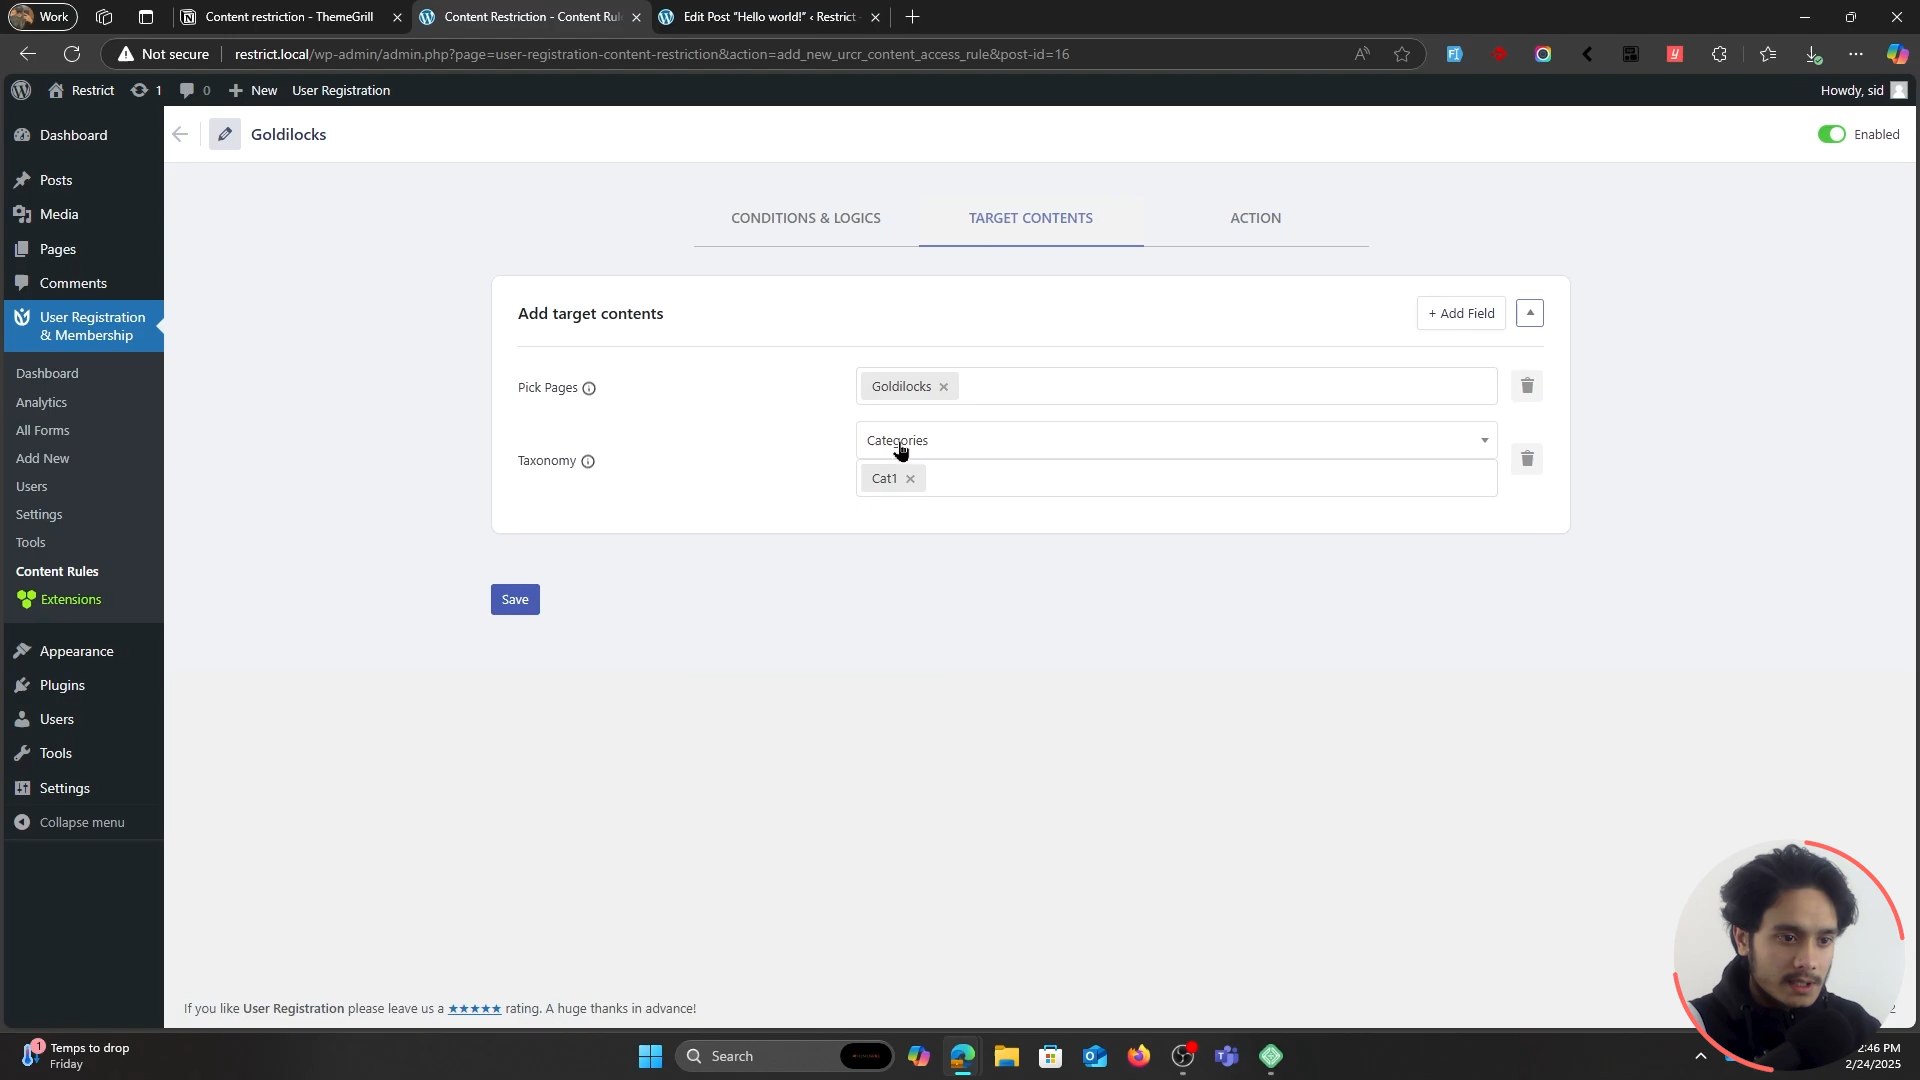 Work
Content restriction - ThemeGrill
Content Restriction - Content Rul
Edit Post "Hello world!" ‹ Restrict
Not secure
restrict.local/wp-admin/admin.php?page=user-registration-content-restriction&action=add_new_urcr_content_access_rule&post-id=16
Restrict
1
0
New
User Registration
Howdy, sid
Dashboard
Goldilocks
Enabled
Posts
Media
Pages
Comments
User Registration
& Membership
Dashboard
Analytics
All Forms
Add New
Users
Settings
Tools
Content Rules
Extensions
Appearance
Plugins
Users
Tools
Settings
Collapse menu
CONDITIONS & LOGICS
TARGET CONTENTS
ACTION
Add target contents
+ Add Field
Pick Pages
Goldilocks
Taxonomy
Categories
Cat1
Save
If you like User Registration please leave us a ★★★★★ rating. A huge thanks in advance!
1
Temps to drop
Friday
Search
2:46 PM
2/24/2025